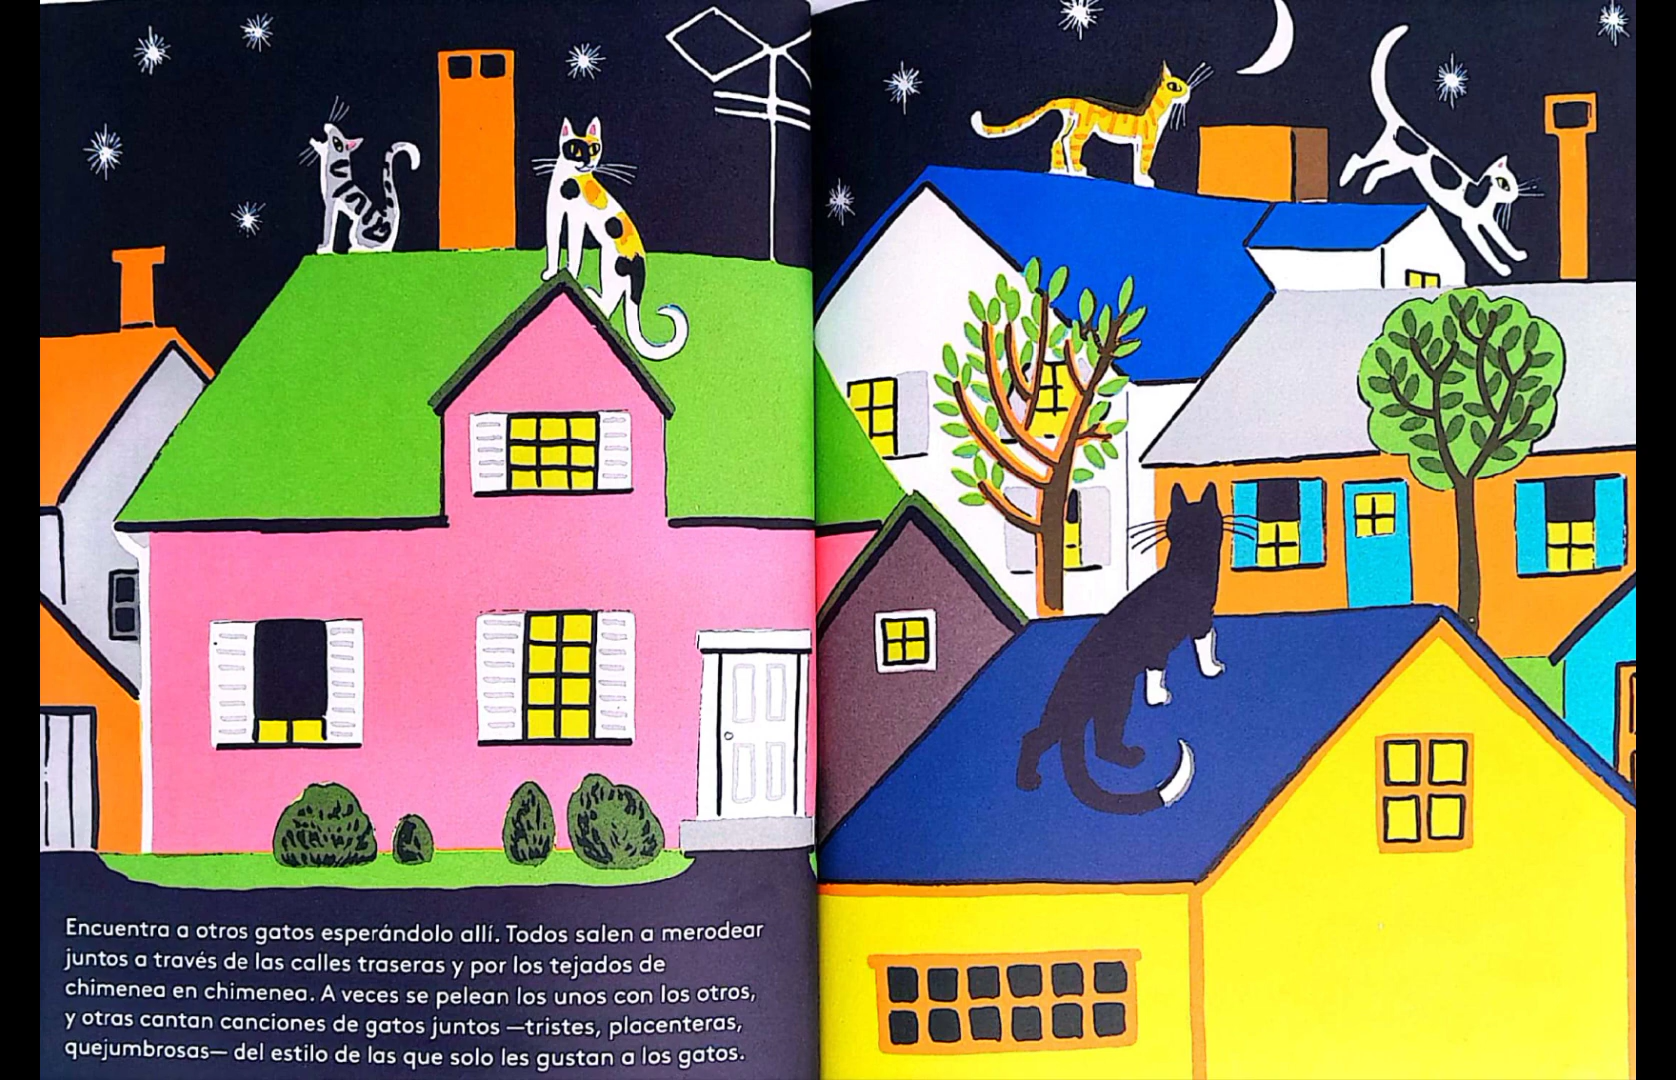 Encuentra a otros gatos esperándolo allí. Todos salen a merodear
juntos a través de las calles traseras y por los tejados de
chimenea en chimenea. A veces se pelean los unos con los otros,
y otras cantan canciones de gatos juntos —tristes, placenteras,
quejumbrosas— del estilo de las que solo les gustan a los gatos.